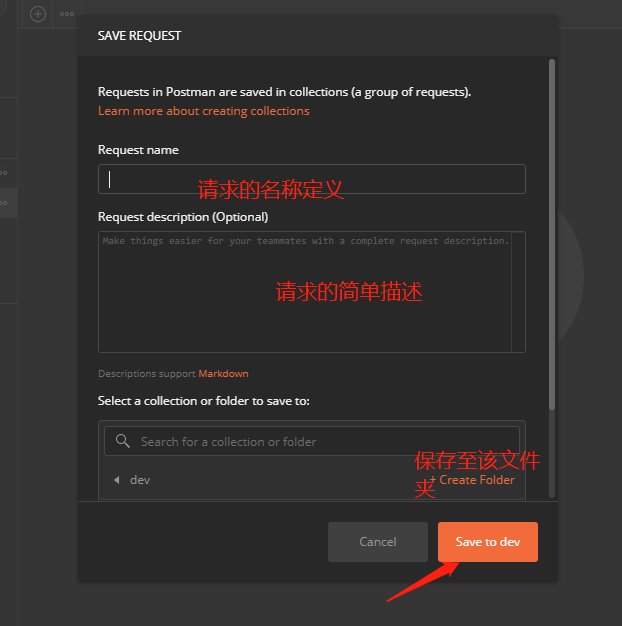 SAVE REQUEST
Requests in Postman are saved in collections (a group of requests).
Learn more about creating collections
Request name
请求的名称定义
Request description (Optional)
Make things easier for your teammates with a complete request description.
请求的简单描述
Descriptions support Markdown
Select a collection or folder to save to:
Search for a collection or folder
保存至该文件
夹
dev
+ Create Folder
Cancel
Save to dev